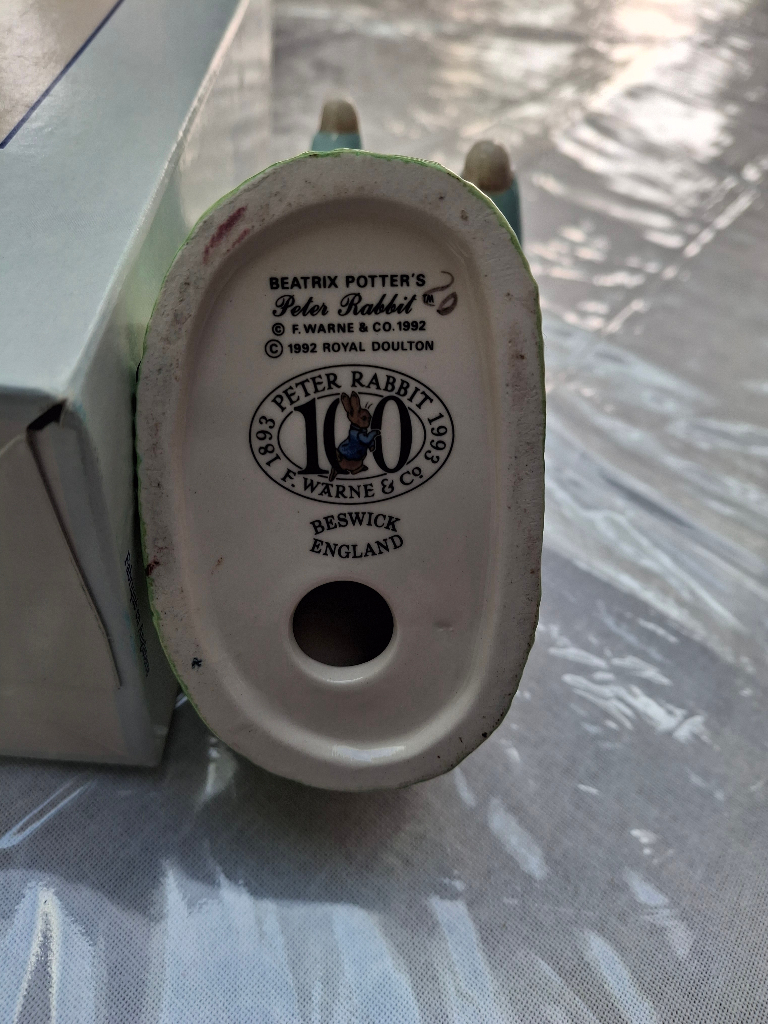 BEATRIX POTTER'S
Peter Rabbit ™
© F. WARNE & CO. 1992
© 1992 ROYAL DOULTON
1893 PETER RABBIT 1993
100
F. WARNE & Co
BESWICK
ENGLAND